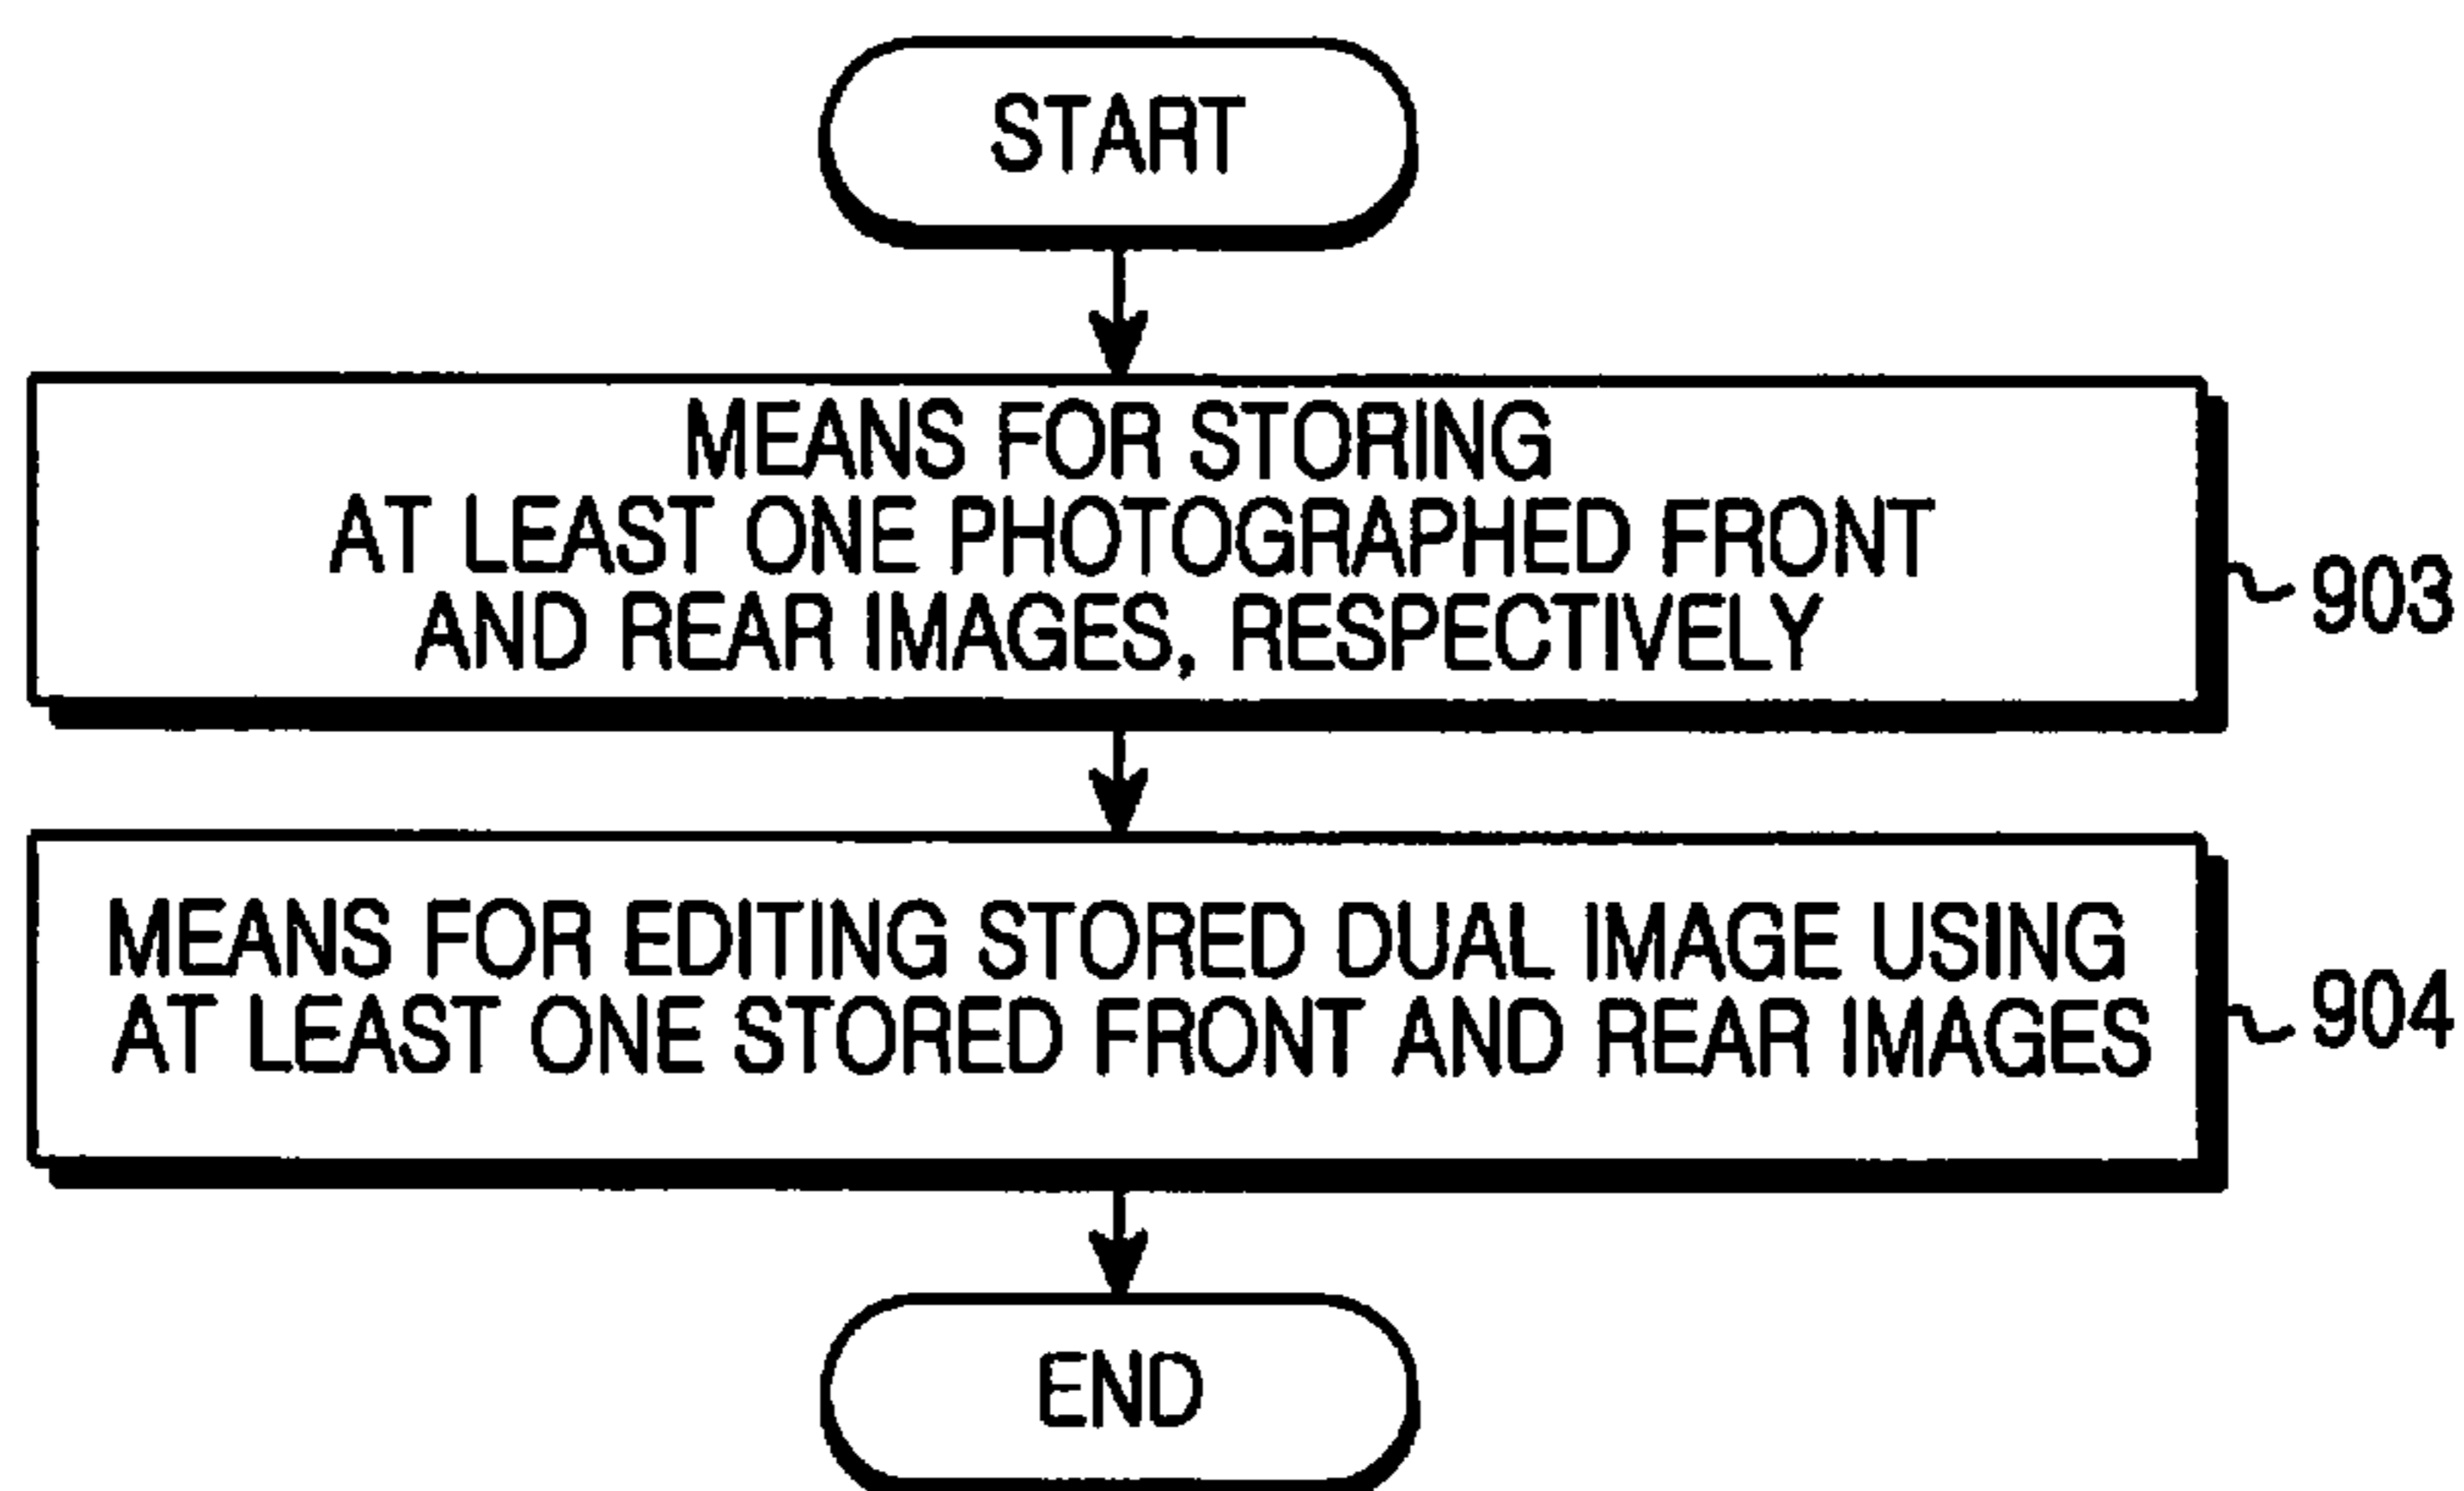 START
MEANS FOR STORING
AT LEAST ONE PHOTOGRAPHED FRONT
AND REAR IMAGES, RESPECTIVELY
903
MEANS FOR EDITING STORED DUAL IMAGE USING
AT LEAST ONE STORED FRONT AND REAR IMAGES
904
END